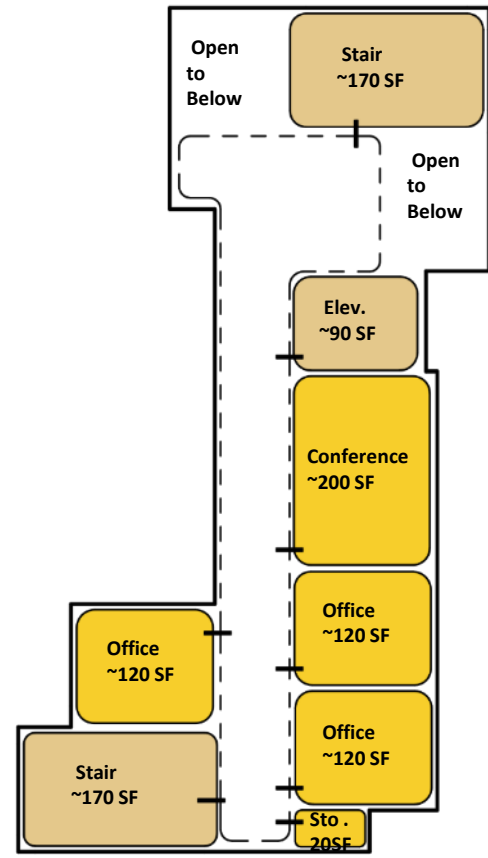 Open
to
Below
Stair
~170 SF
Open
to
Below
Elev.
~90 SF
Conference
~200 SF
Office
~120 SF
Office
~120 SF
Office
~120 SF
Stair
~170 SF
Sto .
20SF